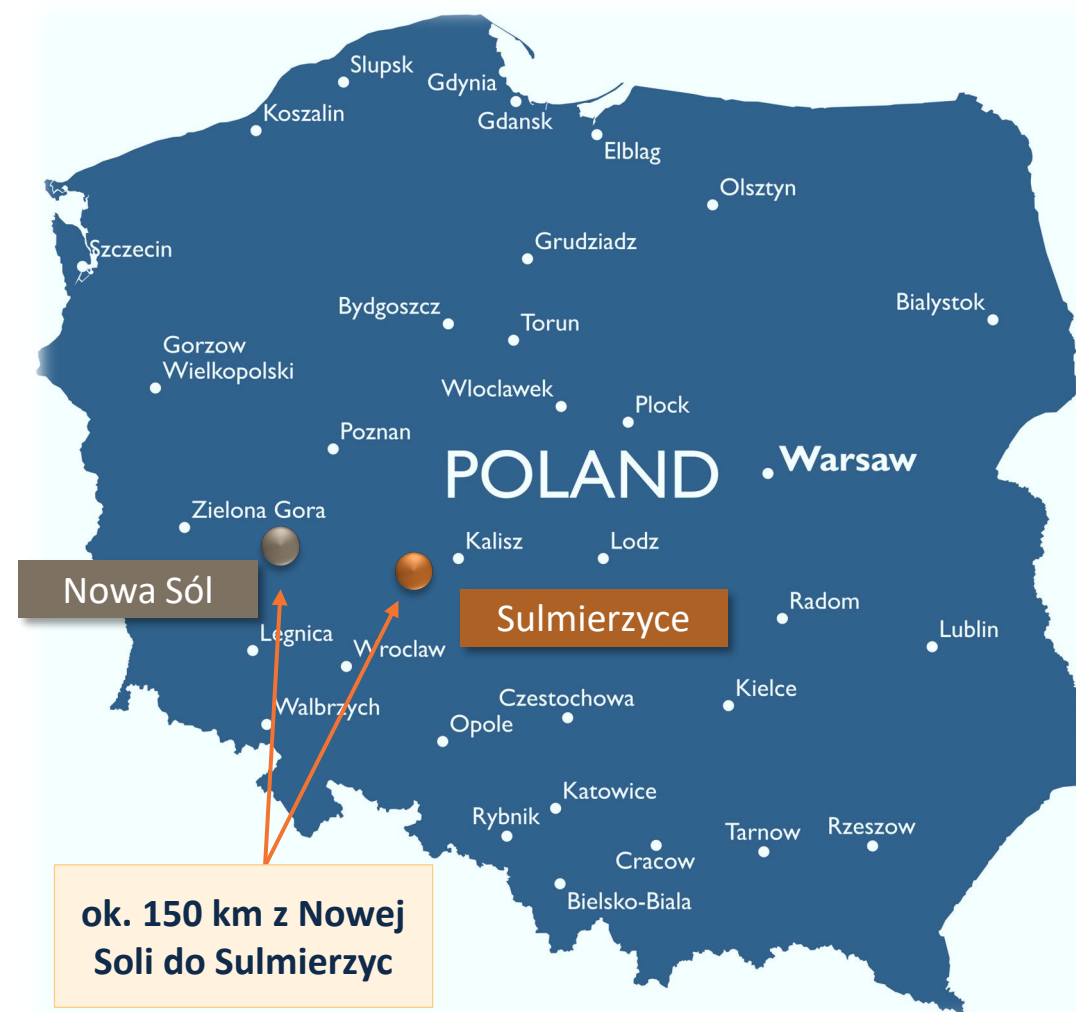 Slupsk
Gdynia
Koszalin
Gdansk
Elblag
Olsztyn
Szczecin
Grudziadz
Bydgoszcz
Bialystok
Torun
Gorzow
Wielkopolski
Wloclawek
Plock
Poznan
POLAND
Warsaw
Zielona Gora
Kalisz
Lodz
Nowa Sól
Sulmierzyce
Radom
Legnica
Wroclaw
Lublin
Kielce
Czestochowa
Walbrzych
Opole
Katowice
Rybnik
Tarnow
Rzeszow
Cracow
Bielsko-Biala
ok. 150 km z Nowej
Soli do Sulmierzyc